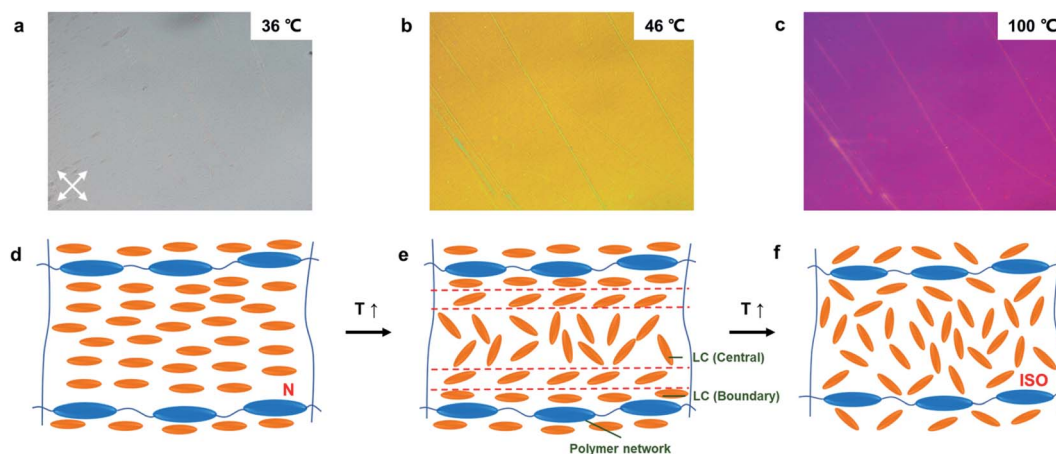 a
36 ℃
b
46 ℃
c
100 ℃
d
N
T ↑
e
LC (Central)
LC (Boundary)
Polymer network
T ↑
f
ISO